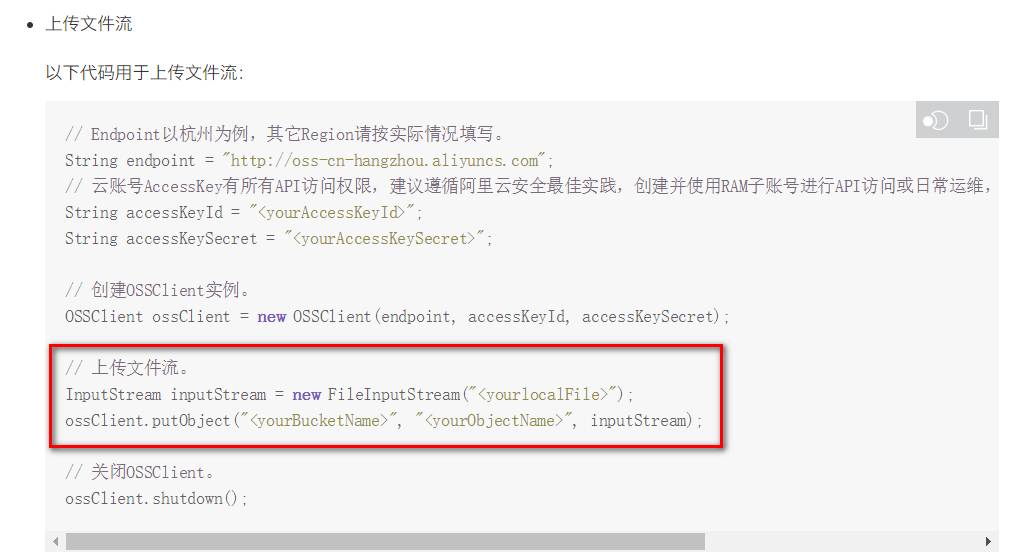 上传文件流
以下代码用于上传文件流：
// Endpoint以杭州为例，其它Region请按实际情况填写。
String endpoint = "http://oss-cn-hangzhou.aliyuncs.com";
// 云账号AccessKey有所有API访问权限，建议遵循阿里云安全最佳实践，创建并使用RAM子账号进行API访问或日常运维，
String accessKeyId = "<yourAccessKeyId>";
String accessKeySecret = "<yourAccessKeySecret>";
// 创建OSSClient实例。
OSSClient ossClient = new OSSClient(endpoint, accessKeyId, accessKeySecret);
// 上传文件流。
InputStream inputStream = new FileInputStream("<yourlocalFile>");
ossClient.putObject("<yourBucketName>", "<yourObjectName>", inputStream);
// 关闭OSSClient。
ossClient.shutdown();